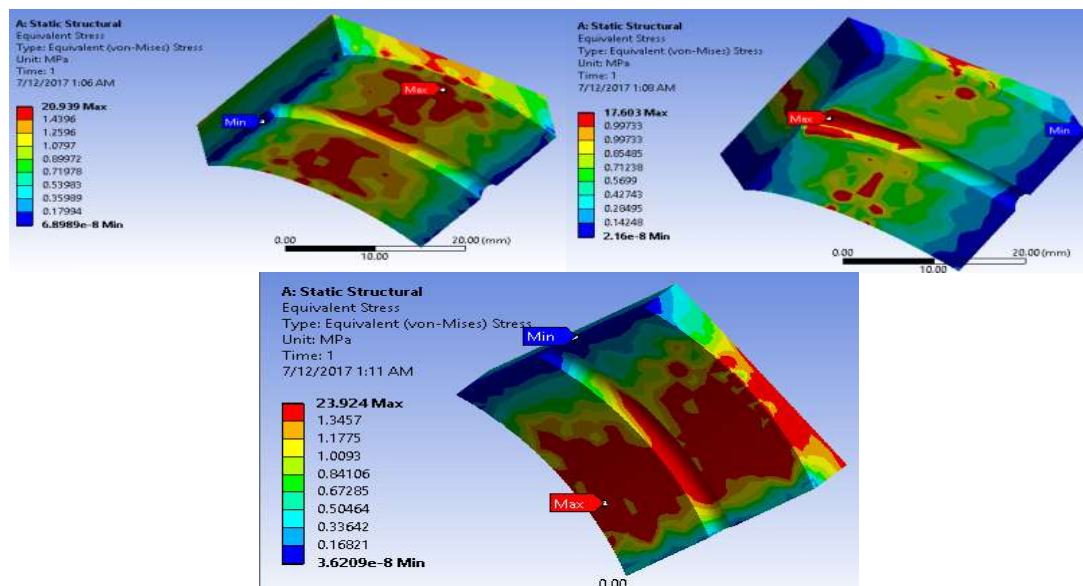 A: Static Structural
Equivalent Stress
Type: Equivalent (von-Mises) Stress
Unit: MPa
Time: 1
7/12/2017 1:06 AM
20.939 Max
1.4396
1.2596
1.0797
0.89972
0.71978
0.53983
0.35989
0.17994
6.8989e-8 Min
Max
Min
0.00
10.00
20.00 (mm)
A: Static Structural
Equivalent Stress
Type: Equivalent (von-Mises) Stress
Unit: MPa
Time: 1
7/12/2017 1:08 AM
17.603 Max
0.99733
0.99733
0.85485
0.71238
0.5699
0.42743
0.28495
0.14248
2.16e-8 Min
Max
Min
0.00
10.00
20.00 (mm)
A: Static Structural
Equivalent Stress
Type: Equivalent (von-Mises) Stress
Unit: MPa
Time: 1
7/12/2017 1:11 AM
23.924 Max
1.3457
1.1775
1.0093
0.84106
0.67285
0.50464
0.33642
0.16821
3.6209e-8 Min
Min
Max
0.00